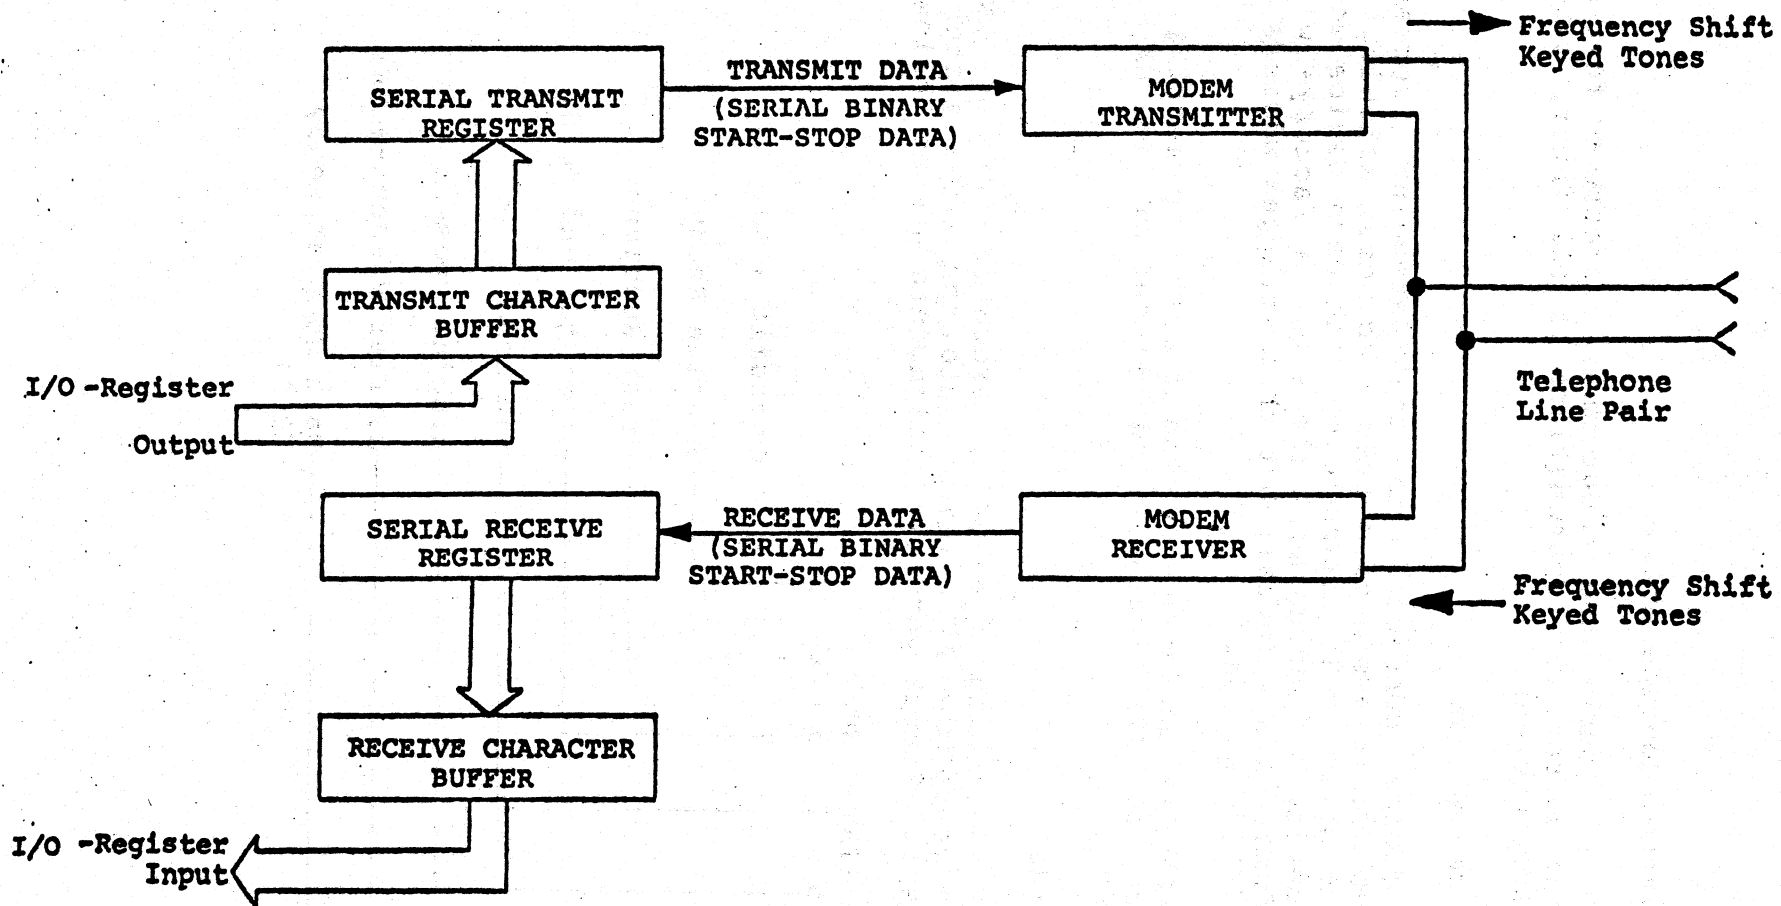 Frequency Shift
Keyed Tones
SERIAL TRANSMIT
REGISTER
TRANSMIT DATA
(SERIAL BINARY
START-STOP DATA)
MODEM
TRANSMITTER
TRANSMIT CHARACTER
BUFFER
I/O -Register
Output
Telephone
Line Pair
SERIAL RECEIVE
REGISTER
RECEIVE DATA
(SERIAL BINARY
START-STOP DATA)
MODEM
RECEIVER
Frequency Shift
Keyed Tones
RECEIVE CHARACTER
BUFFER
I/O -Register
Input